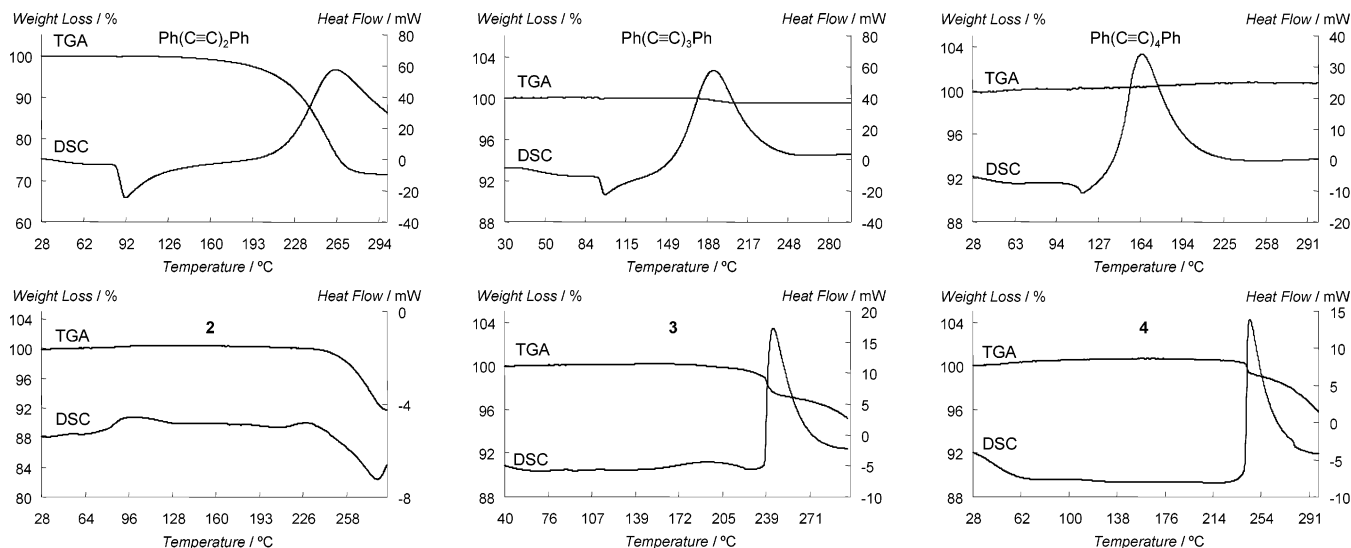 Weight Loss / % Heat Flow / mW
Ph(C≡C)₂Ph
TGA
DSC
100
90
80
70
60
80
60
40
20
0
-20
-40
28 62 92 126 160 193 228 265 294
Temperature / ºC
Weight Loss / % Heat Flow / mW
Ph(C≡C)₃Ph
TGA
DSC
104
100
96
92
88
80
60
40
20
0
-20
-40
30 50 84 115 149 188 217 248 280
Temperature / ºC
Weight Loss / % Heat Flow / mW
Ph(C≡C)₄Ph
TGA
DSC
104
100
96
92
88
40
30
20
10
0
-10
-20
28 63 94 127 164 194 225 258 291
Temperature / ºC
Weight Loss / % Heat Flow / mW
2
TGA
DSC
104
100
96
92
88
84
80
0
-4
-8
28 64 96 128 160 193 226 258
Temperature / ºC
Weight Loss / % Heat Flow / mW
3
TGA
DSC
104
100
96
92
88
20
15
10
5
0
-5
-10
40 76 107 139 172 205 239 271
Temperature / ºC
Weight Loss / % Heat Flow / mW
4
TGA
DSC
104
100
96
92
88
15
10
5
0
-5
-10
28 62 100 138 176 214 254 291
Temperature / ºC